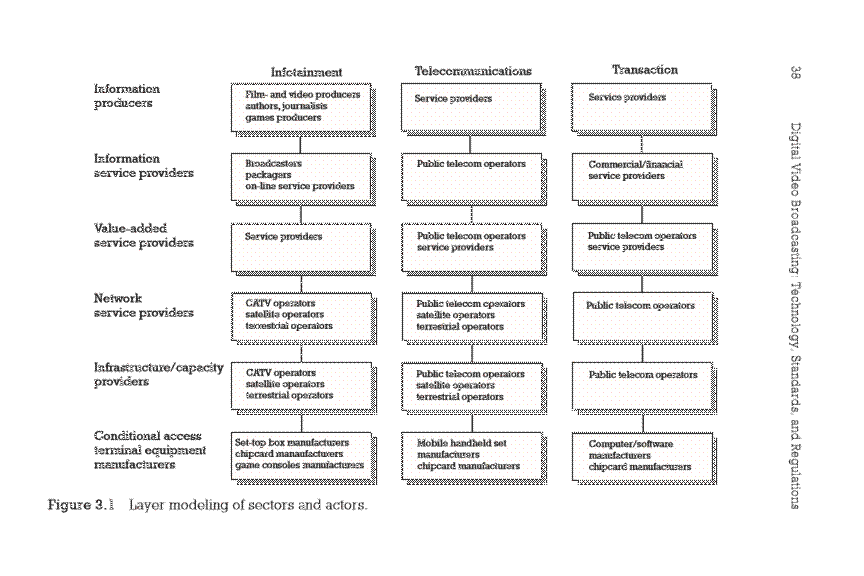 Infotainment
Telecommunications
Transaction
Information
producers
Film- and video producers
authors, journalists
games producers
Service providers
Service providers
Information
service providers
Broadcasters
packagers
on-line service providers
Public telecom operators
Commercial/financial
service providers
Value-added
service providers
Service providers
Public telecom operators
service providers
Public telecom operators
service providers
Network
service providers
CATV operators
satellite operators
terrestrial operators
Public telecom operators
satellite operators
terrestrial operators
Public telecom operators
Infrastructure/capacity
providers
CATV operators
satellite operators
terrestrial operators
Public telecom operators
satellite operators
terrestrial operators
Public telecom operators
Conditional access
terminal equipment
manufacturers
Set-top box manufacturers
chipcard manaufacturers
game consoles manufacturers
Mobile handheld set
manufacturers
chipcard manufacturers
Computer/software
manufacturers
chipcard manufacturers
Figure 3.1 Layer modeling of sectors and actors.
38
Digital Video Broadcasting: Technology, Standards, and Regulations